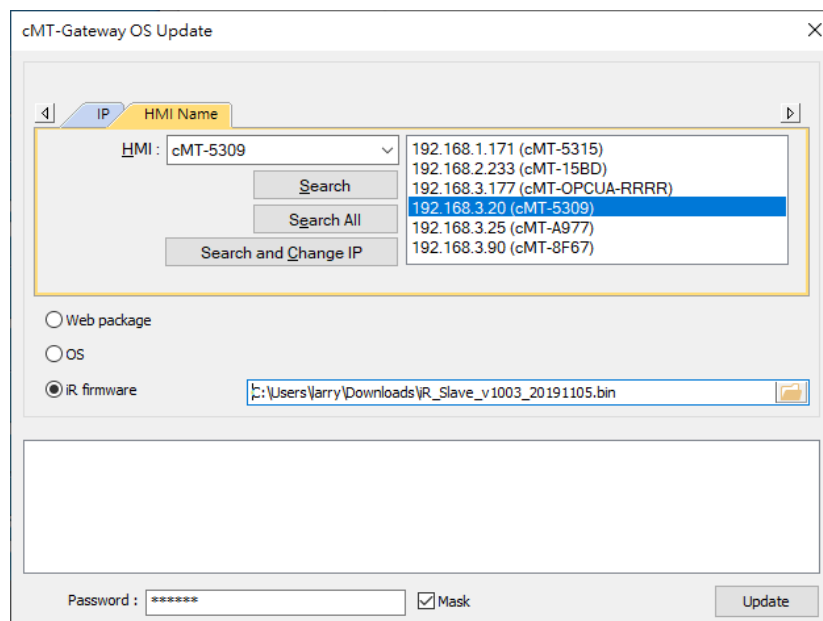 cMT-Gateway OS Update
IP
HMI Name
HMI :
cMT-5309
Search
Search All
Search and Change IP
192.168.1.171 (cMT-5315)
192.168.2.233 (cMT-15BD)
192.168.3.177 (cMT-OPCUA-RRRR)
192.168.3.20 (cMT-5309)
192.168.3.25 (cMT-A977)
192.168.3.90 (cMT-8F67)
Web package
OS
iR firmware
C:\Users\larry\Downloads\iR_Slave_v1003_20191105.bin
Password :
******
Mask
Update